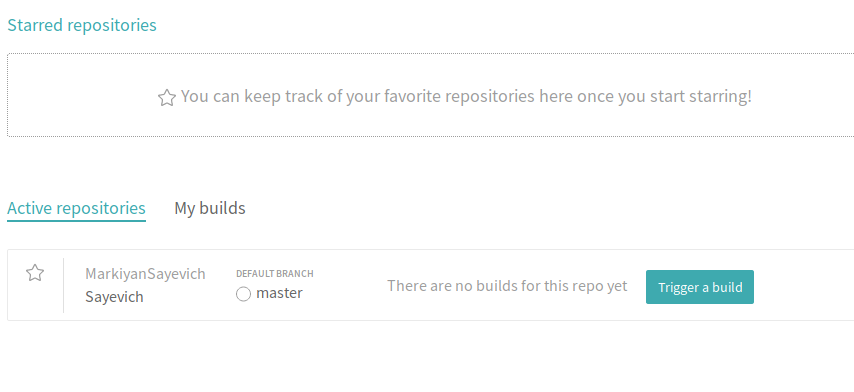 Starred repositories
You can keep track of your favorite repositories here once you start starring!
Active repositories My builds
MarkiyanSayevich
Sayevich
DEFAULT BRANCH
master
There are no builds for this repo yet
Trigger a build